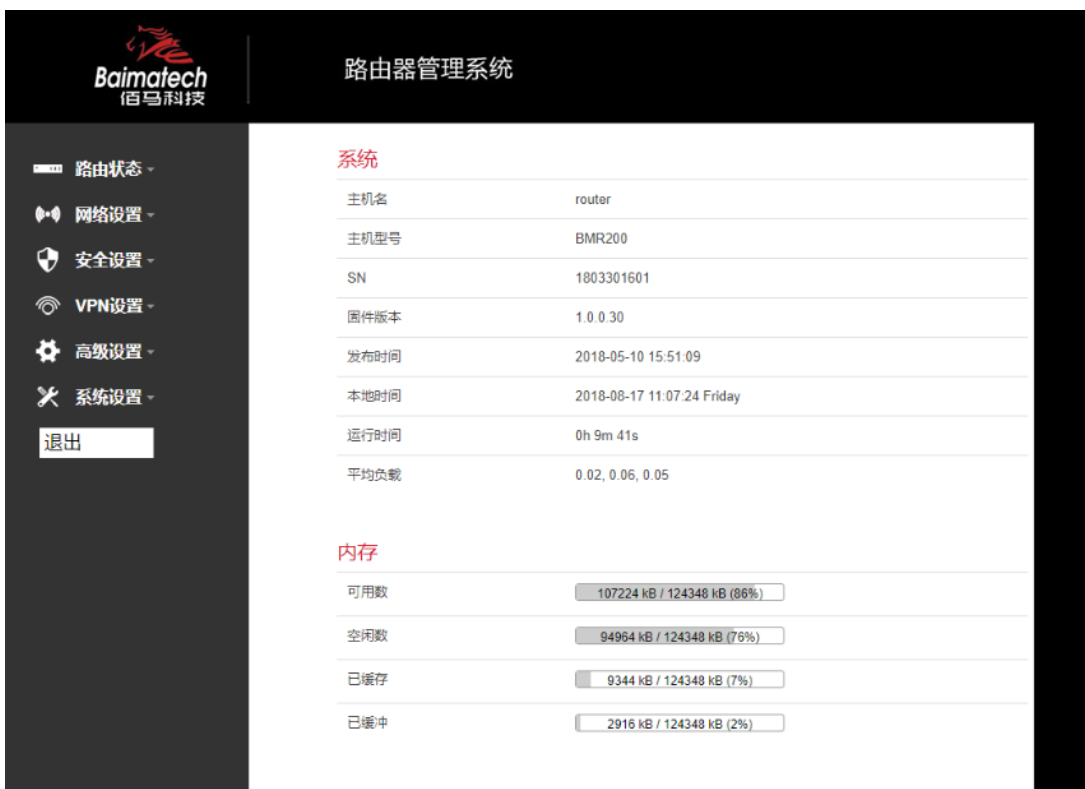 Baimatech
佰马科技
路由器管理系统
路由状态
网络设置
安全设置
VPN设置
高级设置
系统设置
退出
系统
主机名 router
主机型号 BMR200
SN 1803301601
固件版本 1.0.0.30
发布时间 2018-05-10 15:51:09
本地时间 2018-08-17 11:07:24 Friday
运行时间 0h 9m 41s
平均负载 0.02, 0.06, 0.05
内存
可用数 107224 kB / 124348 kB (86%)
空闲数 94964 kB / 124348 kB (76%)
已缓存 9344 kB / 124348 kB (7%)
已缓冲 2916 kB / 124348 kB (2%)